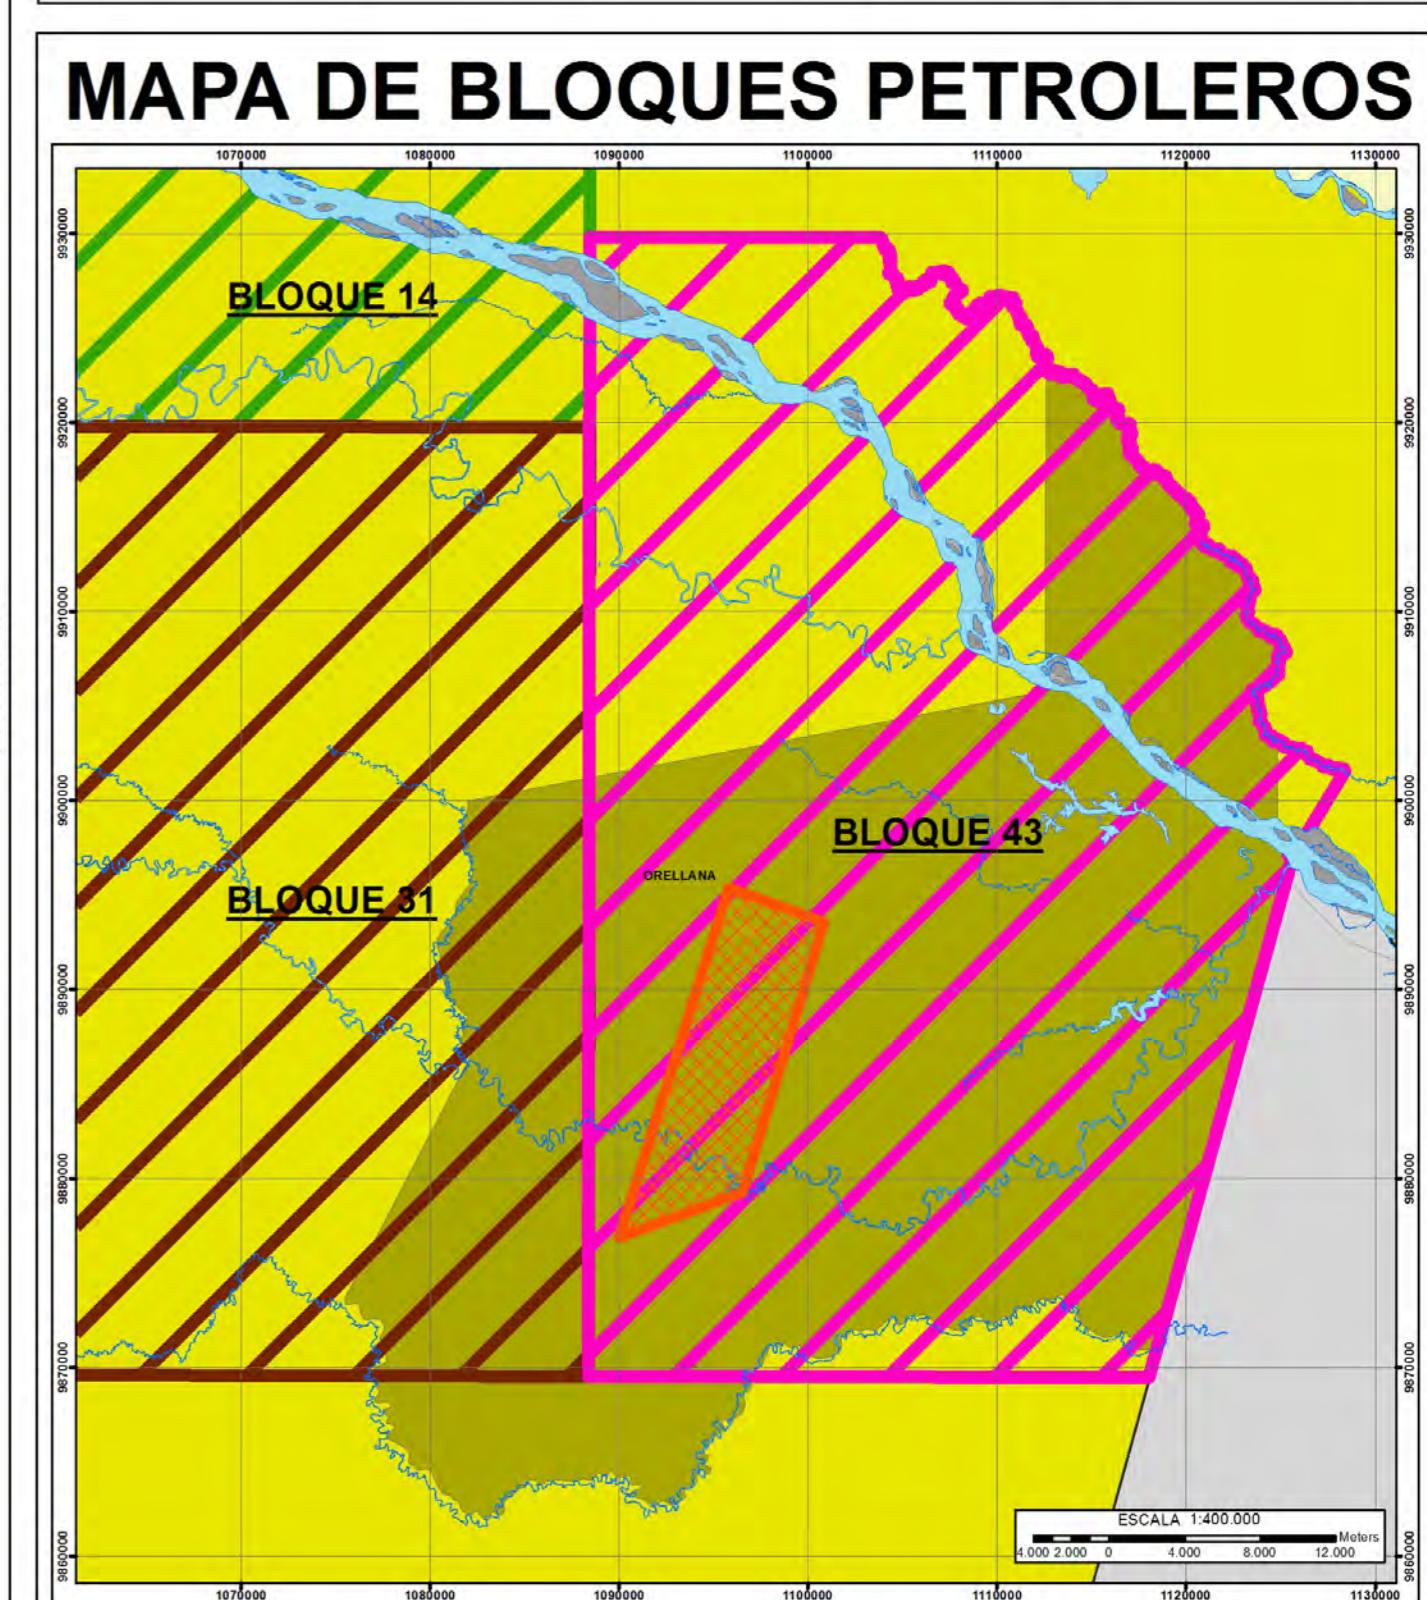 MAPA DE BLOQUES PETROLEROS
1070000 1080000 1090000 1100000 1110000 1120000 1130000
9930000 9930000
BLOQUE 14
9920000 9920000
9910000 9910000
9900000 9900000
BLOQUE 43
ORELLANA
BLOQUE 31
9890000 9890000
9880000 9880000
9870000 9870000
ESCALA 1:400.000
Meters
4.000 2.000 0 4.000 8.000 12.000
9860000 9860000
1070000 1080000 1090000 1100000 1110000 1120000 1130000